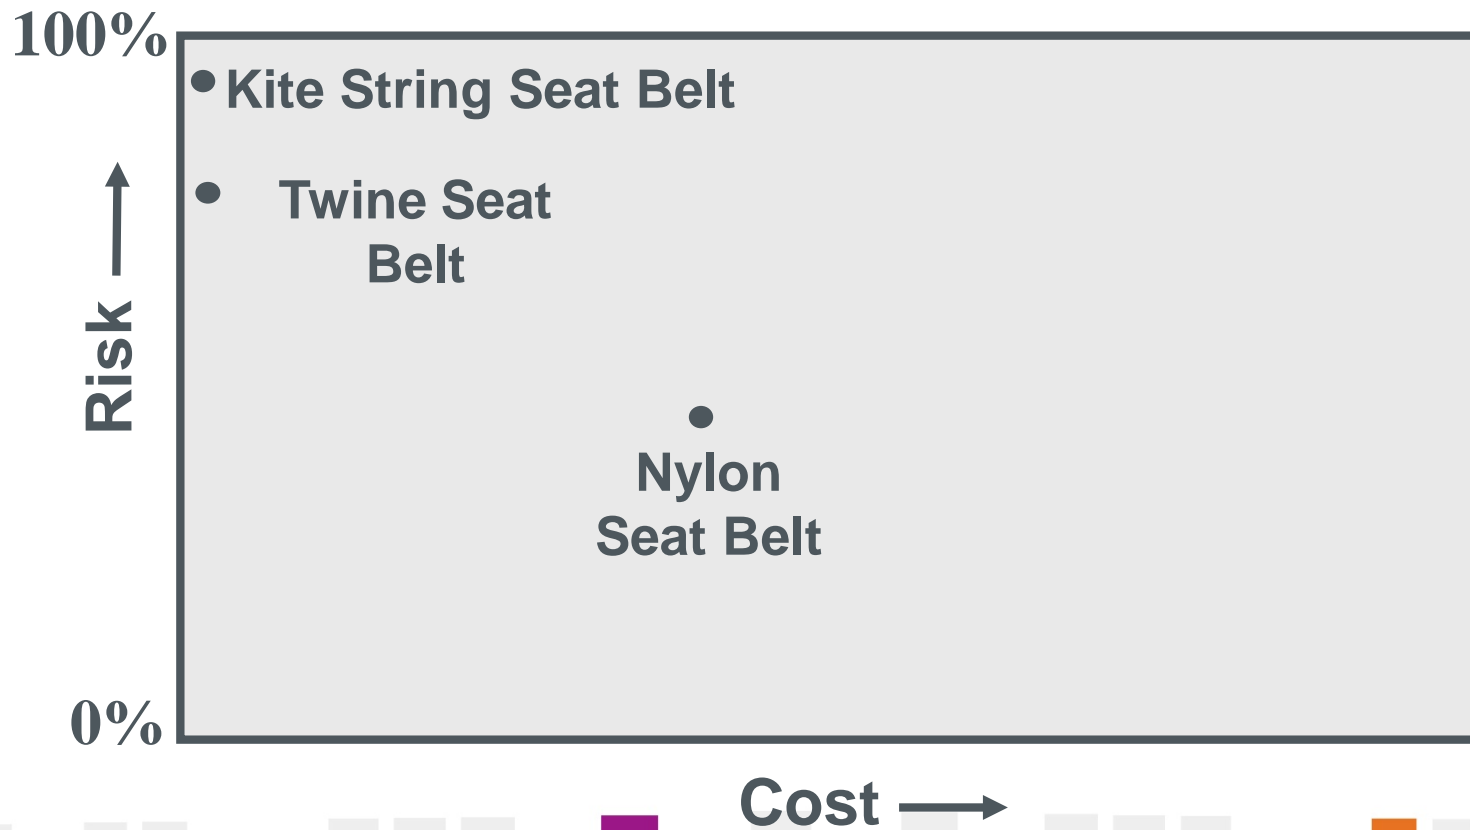 100%
Kite String Seat Belt
Twine Seat
Belt
Risk
Nylon
Seat Belt
0%
Cost